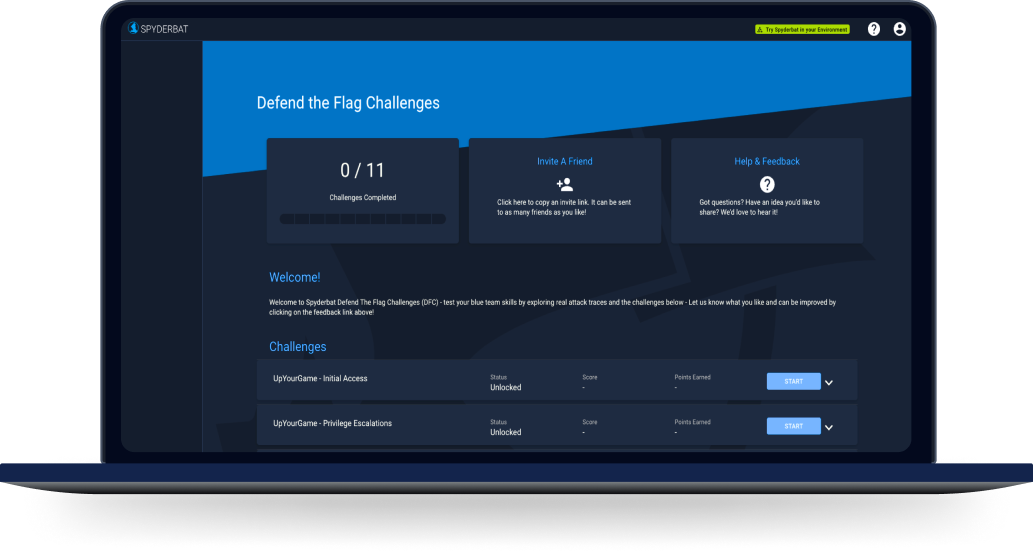 SPYDERBAT
Try Spyderbat in your Environment
Defend the Flag Challenges
0 / 11
Challenges Completed
Invite A Friend
Click here to copy an invite link. It can be sent
to as many friends as you like!
Help & Feedback
Got questions? Have an idea you'd like to
share? We'd love to hear it!
Welcome!
Welcome to Spyderbat Defend The Flag Challenges (DFC) - test your blue team skills by exploring real attack traces and the challenges below - Let us know what you like and can be improved by
clicking on the feedback link above!
Challenges
UpYourGame - Initial Access
Status
Unlocked
Score
-
Points Earned
-
START
UpYourGame - Privilege Escalations
Status
Unlocked
Score
-
Points Earned
-
START